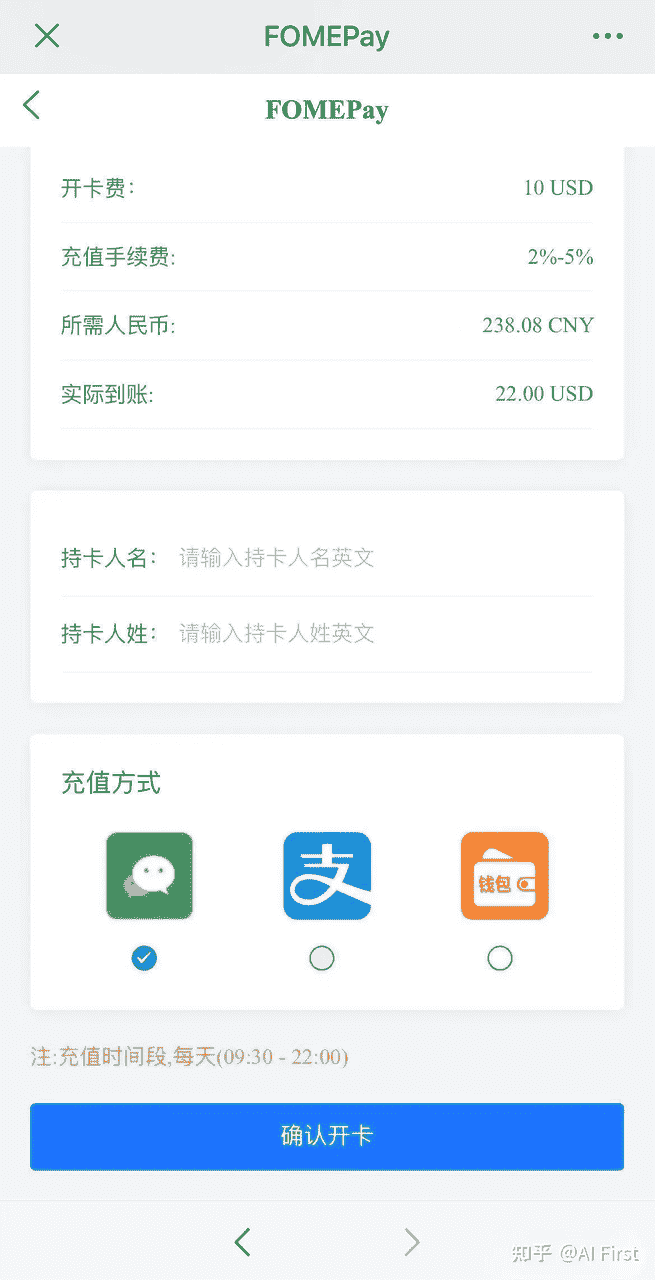 FOMEPay
FOMEPay
开卡费: 10 USD
充值手续费: 2%-5%
所需人民币: 238.08 CNY
实际到账: 22.00 USD
持卡人名: 请输入持卡人名英文
持卡人姓: 请输入持卡人姓英文
充值方式
支
钱包
注:充值时间段,每天(09:30 - 22:00)
确认开卡
知乎 @AI First